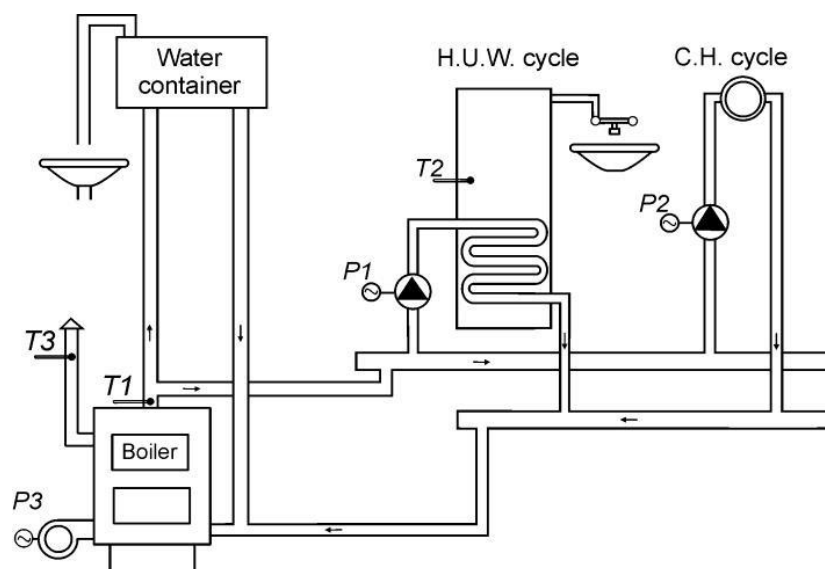 Water
container
H.U.W. cycle
C.H. cycle
T2
P2
P1
T3
T1
Boiler
P3